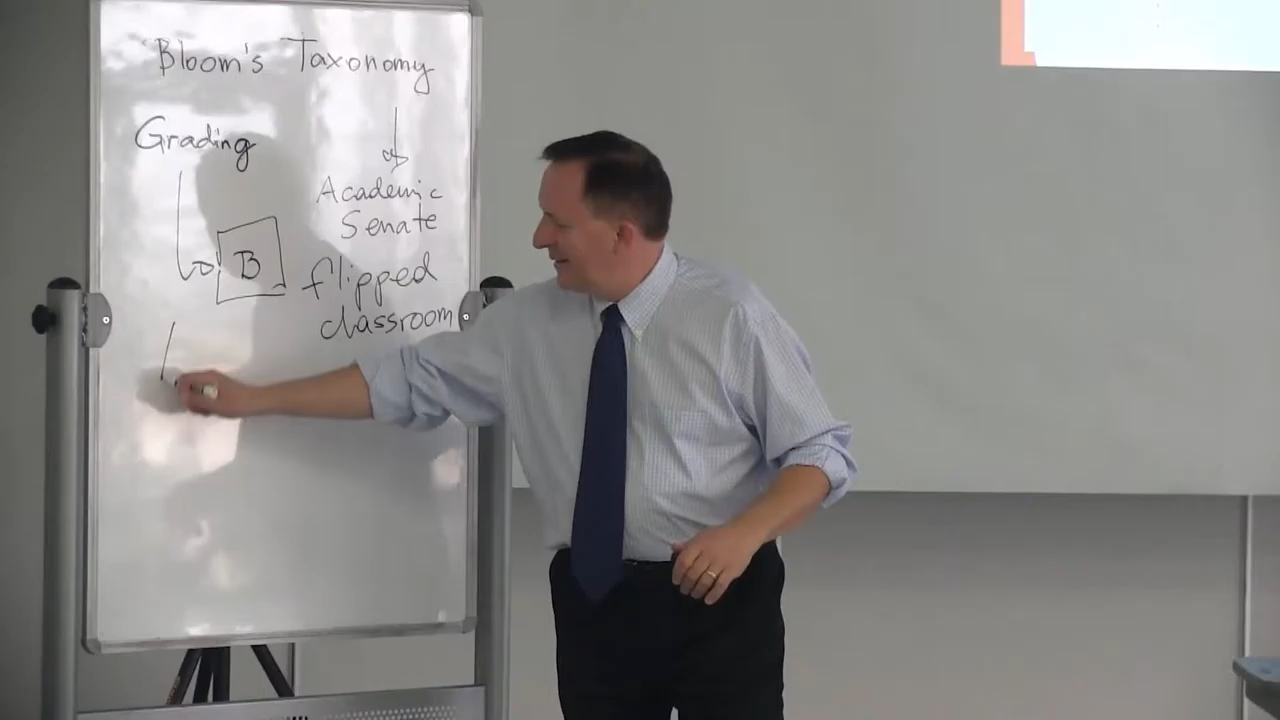 Bloom's Taxonomy
Grading
B
Academic
Senate
flipped
classroom